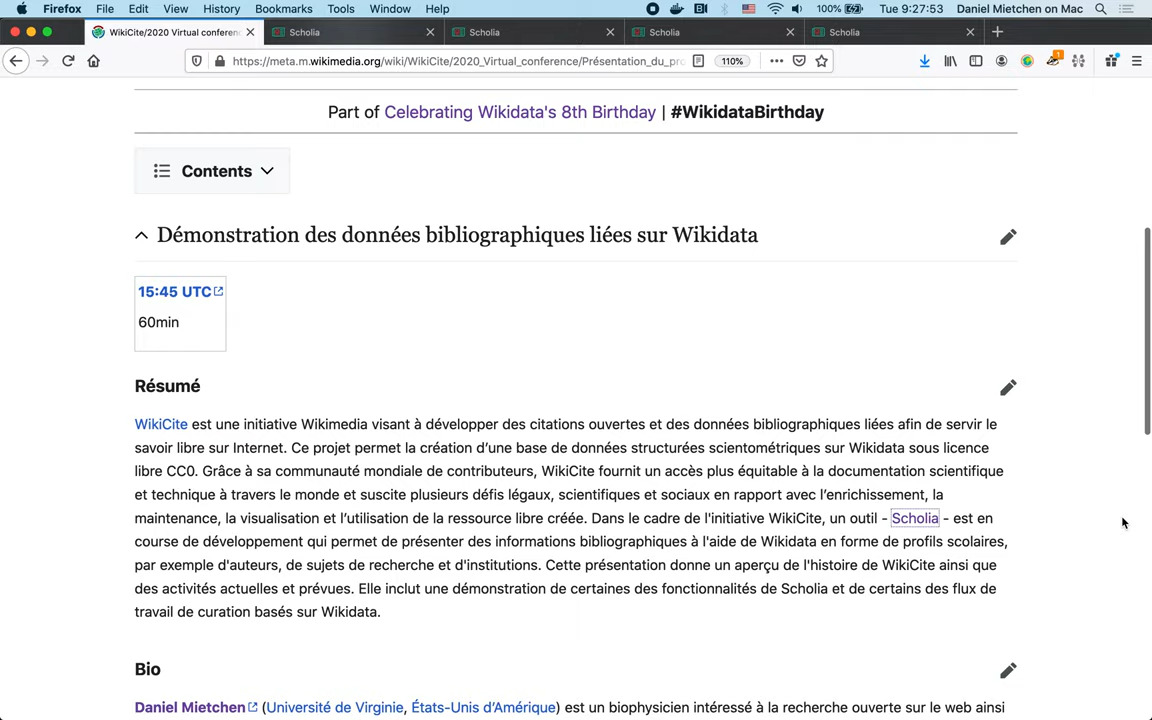 Firefox File Edit View History Bookmarks Tools Window Help 100% Tue 9:27:53 Daniel Mietchen on Mac
WikiCite/2020 Virtual conferen Scholia Scholia Scholia Scholia
https://meta.m.wikimedia.org/wiki/WikiCite/2020_Virtual_conference/Présentation_du_pro 110%
Part of Celebrating Wikidata's 8th Birthday | #WikidataBirthday
Contents
Démonstration des données bibliographiques liées sur Wikidata
15:45 UTC
60min
Résumé
WikiCite est une initiative Wikimedia visant à développer des citations ouvertes et des données bibliographiques liées afin de servir le
savoir libre sur Internet. Ce projet permet la création d’une base de données structurées scientométriques sur Wikidata sous licence
libre CC0. Grâce à sa communauté mondiale de contributeurs, WikiCite fournit un accès plus équitable à la documentation scientifique
et technique à travers le monde et suscite plusieurs défis légaux, scientifiques et sociaux en rapport avec l’enrichissement, la
maintenance, la visualisation et l’utilisation de la ressource libre créée. Dans le cadre de l'initiative WikiCite, un outil - Scholia - est en
course de développement qui permet de présenter des informations bibliographiques à l'aide de Wikidata en forme de profils scolaires,
par exemple d'auteurs, de sujets de recherche et d'institutions. Cette présentation donne un aperçu de l'histoire de WikiCite ainsi que
des activités actuelles et prévues. Elle inclut une démonstration de certaines des fonctionnalités de Scholia et de certains des flux de
travail de curation basés sur Wikidata.
Bio
Daniel Mietchen (Université de Virginie, États-Unis d’Amérique) est un biophysicien intéressé à la recherche ouverte sur le web ainsi